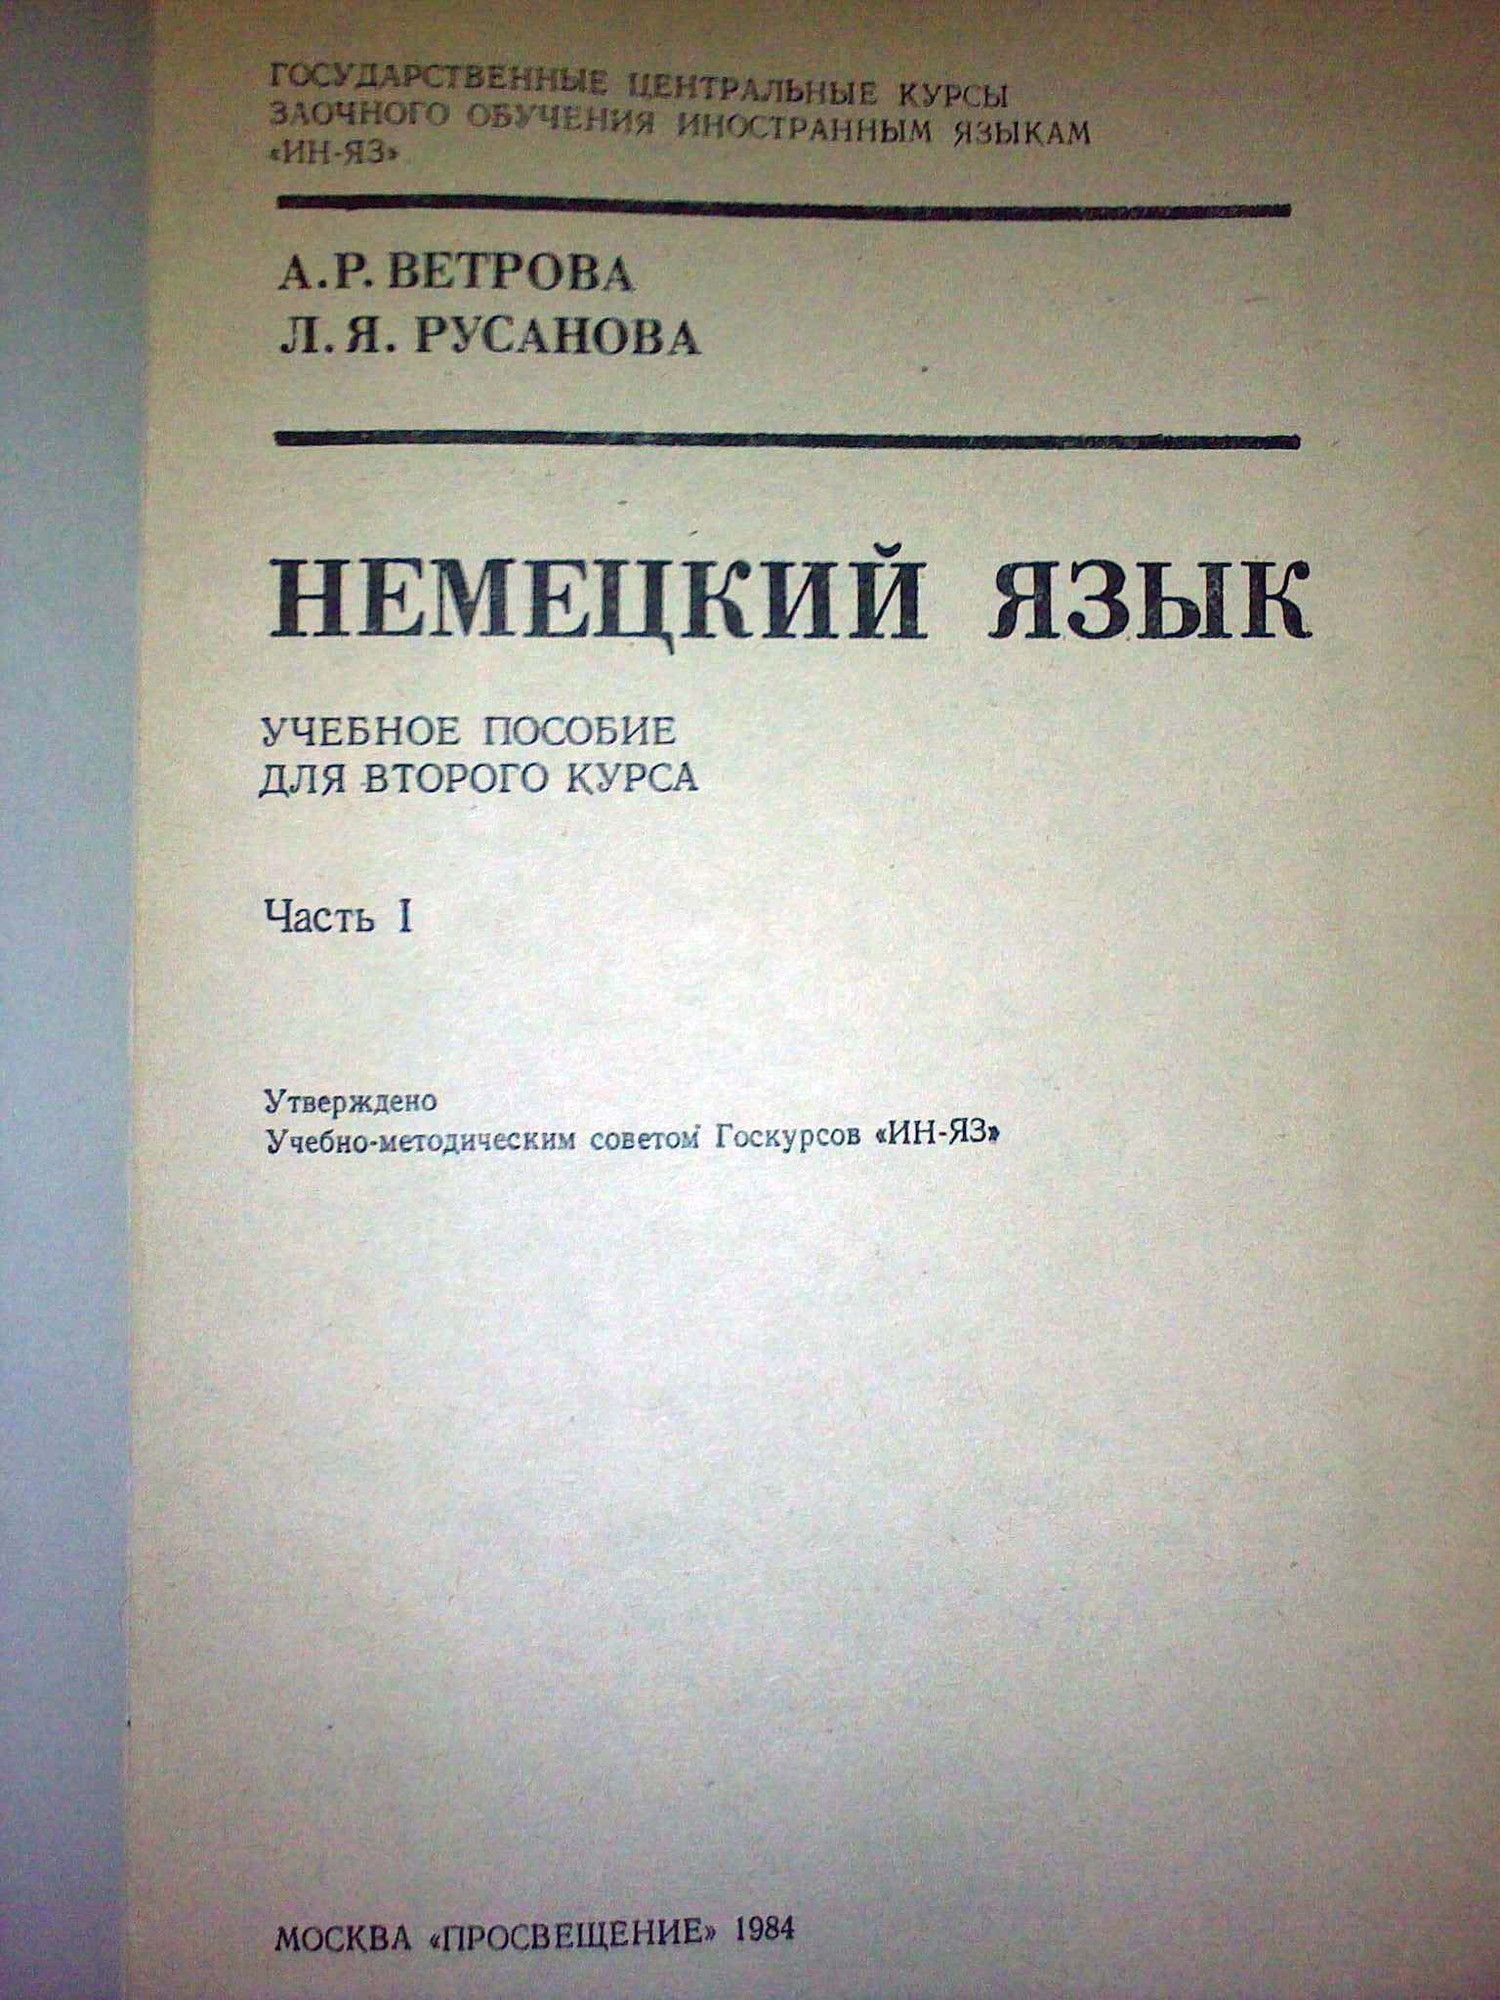 ГОСУДАРСТВЕННЫЕ ЦЕНТРАЛЬНЫЕ КУРСЫ
ЗАОЧНОГО ОБУЧЕНИЯ ИНОСТРАННЫМ ЯЗЫКАМ
«ИН-ЯЗ»
А. Р. ВЕТРОВА
Л. Я. РУСАНОВА
НЕМЕЦКИЙ ЯЗЫК
УЧЕБНОЕ ПОСОБИЕ
ДЛЯ ВТОРОГО КУРСА
Часть I
Утверждено
Учебно-методическим советом Госкурсов «ИН-ЯЗ»
МОСКВА «ПРОСВЕЩЕНИЕ» 1984